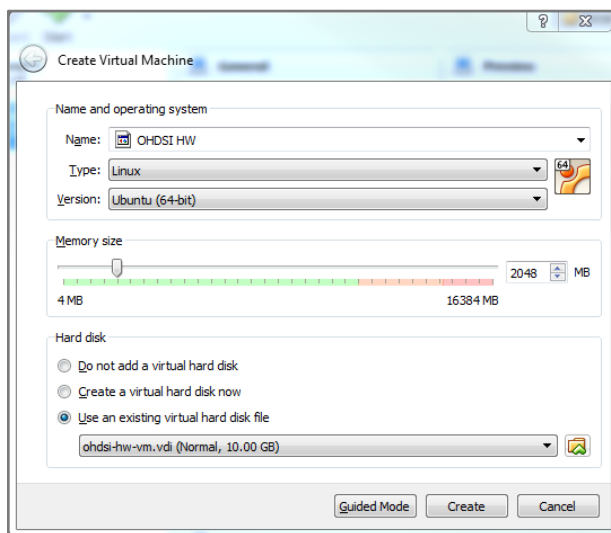 Start
Create Virtual Machine
General
Preview
Name and operating system
Name: OHDSI HW
Type: Linux
64
Version: Ubuntu (64-bit)
Memory size
2048 MB
4 MB 16384 MB
Hard disk
Do not add a virtual hard disk
Create a virtual hard disk now
Use an existing virtual hard disk file
ohdsi-hw-vm.vdi (Normal, 10.00 GB)
Guided Mode Create Cancel